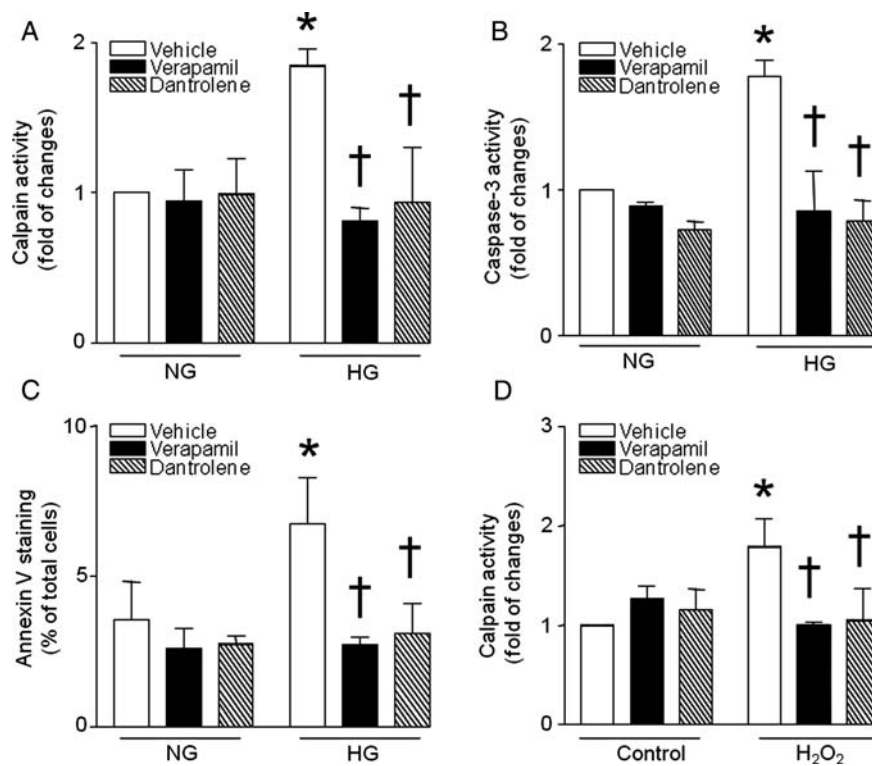 A
2
1
0
Calpain activity
(fold of changes)
Vehicle
Verapamil
Dantrolene
*
†
†
NG
HG
B
2
1
0
Caspase-3 activity
(fold of changes)
Vehicle
Verapamil
Dantrolene
*
†
†
NG
HG
C
10
5
0
Annexin V staining
(% of total cells)
Vehicle
Verapamil
Dantrolene
*
†
†
NG
HG
D
3
2
1
0
Calpain activity
(fold of changes)
Vehicle
Verapamil
Dantrolene
*
†
†
Control
H₂O₂